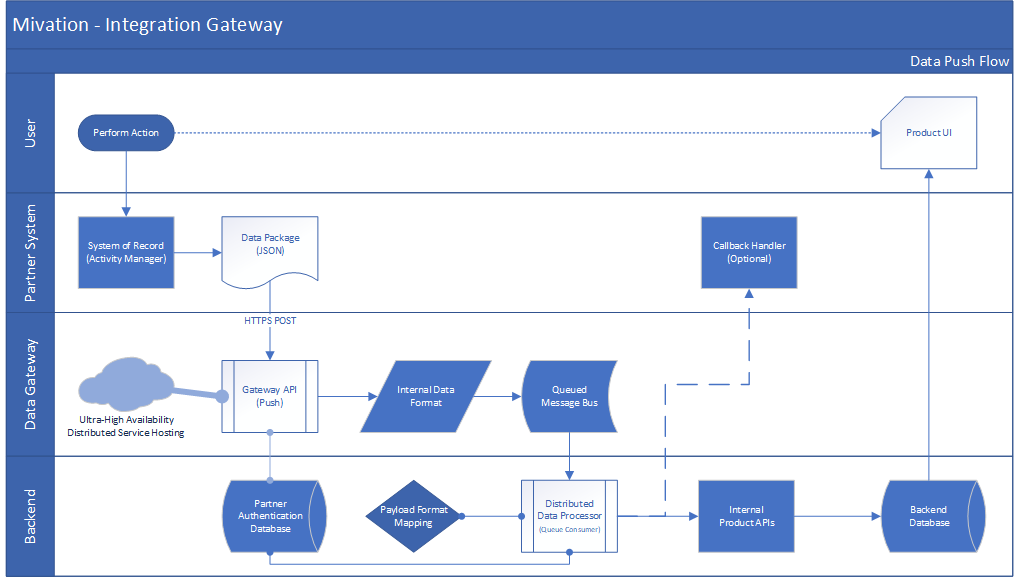 Mivation - Integration Gateway
Data Push Flow
User
Perform Action
Product UI
Partner System
System of Record
(Activity Manager)
Data Package
(JSON)
Callback Handler
(Optional)
HTTPS POST
Data Gateway
Ultra-High Availability
Distributed Service Hosting
Gateway API
(Push)
Internal Data
Format
Queued
Message Bus
Backend
Partner
Authentication
Database
Payload Format
Mapping
Distributed
Data Processor
(Queue Consumer)
Internal
Product APIs
Backend
Database